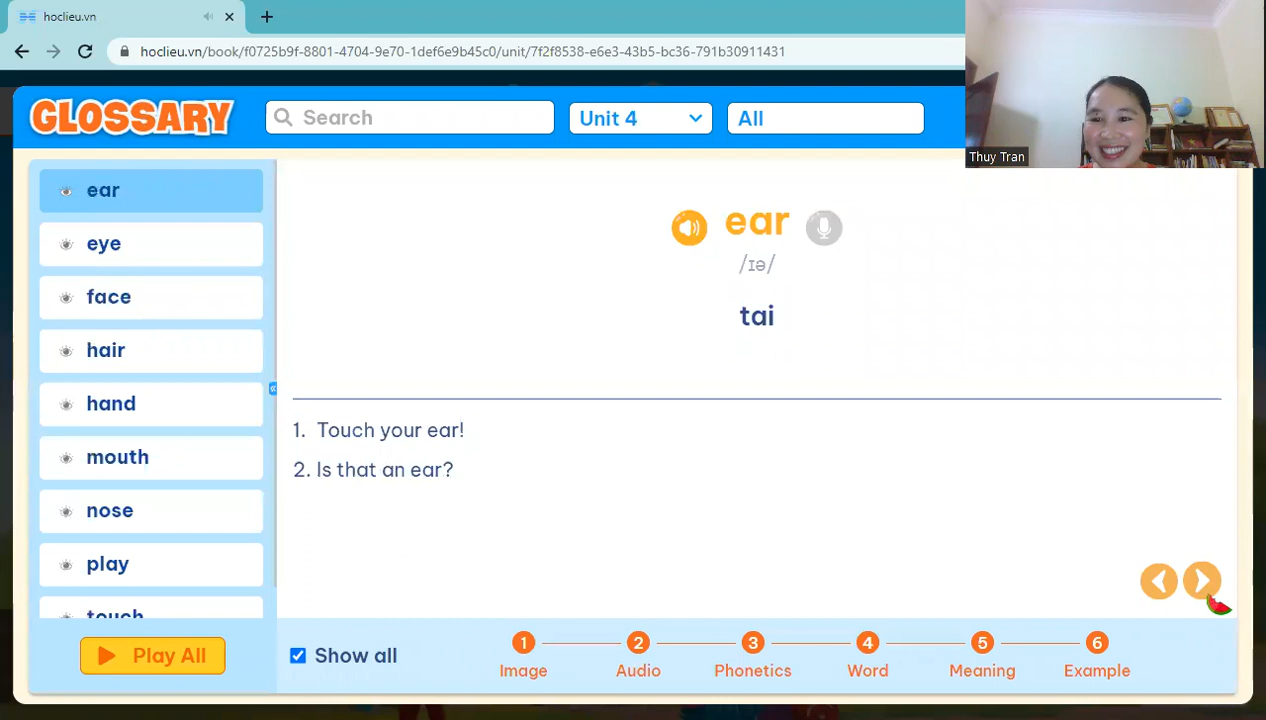 hoclieu.vn
hoclieu.vn/book/f0725b9f-8801-4704-9e70-1def6e9b45c0/unit/7f2f8538-e6e3-43b5-bc36-791b30911431
GLOSSARY
Search
Unit 4
All
Thuy Tran
ear
eye
face
hair
hand
mouth
nose
play
touch
ear
/ɪə/
tai
1. Touch your ear!
2. Is that an ear?
Play All
Show all
1 2 3 4 5 6
Image Audio Phonetics Word Meaning Example